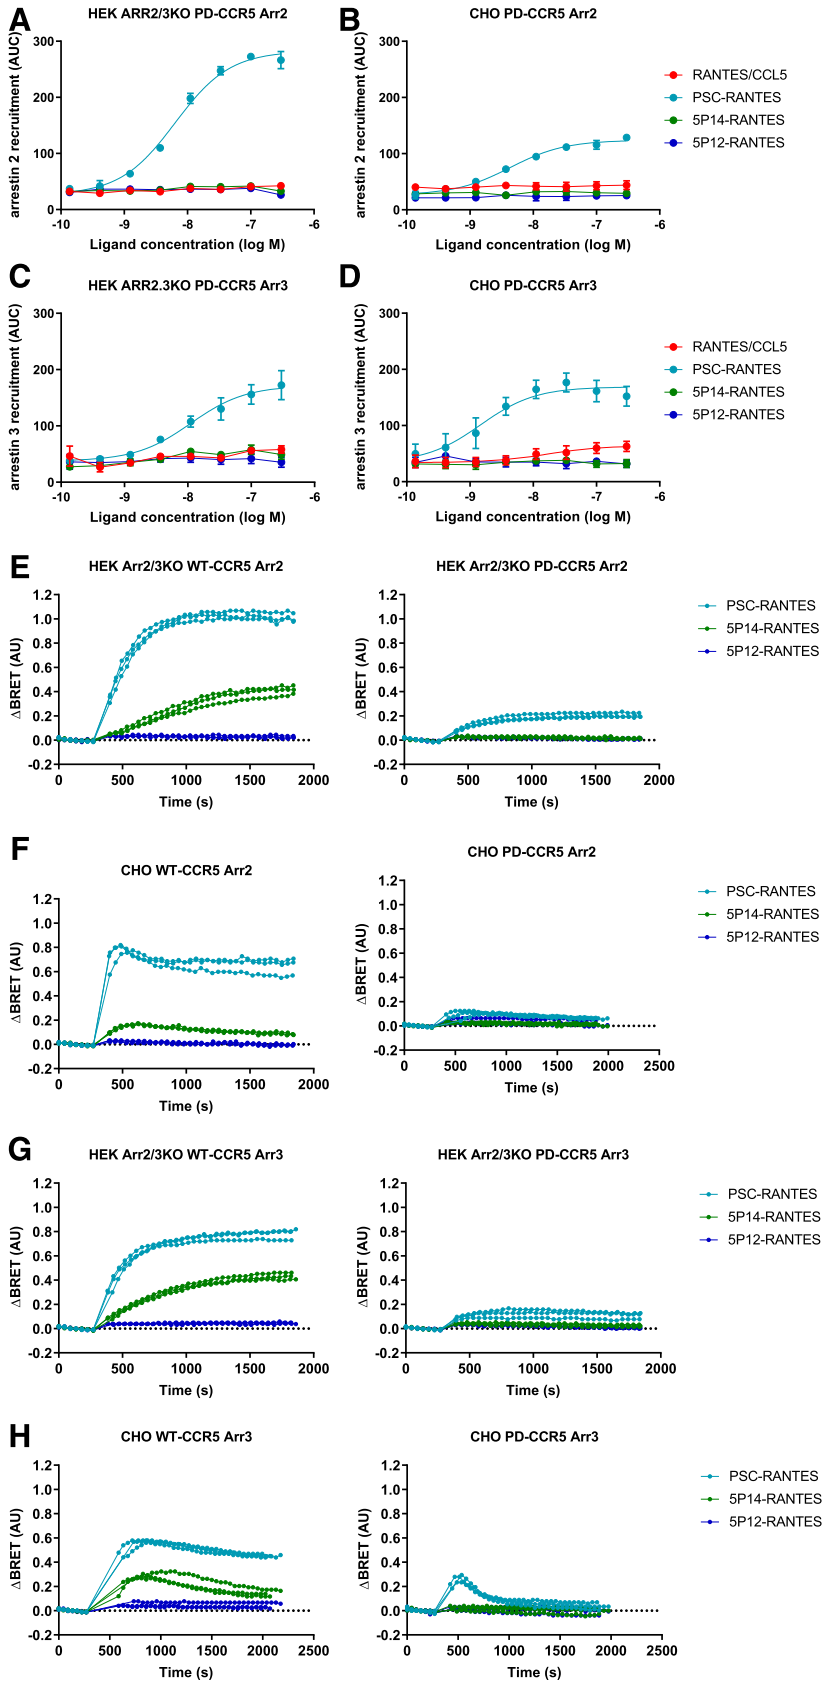 A
HEK ARR2/3KO PD-CCR5 Arr2
arrestin 2 recruitment (AUC)
300
200
100
0
-10
-9
-8
-7
-6
Ligand concentration (log M)
B
CHO PD-CCR5 Arr2
arrestin 2 recruitment (AUC)
300
200
100
0
-10
-9
-8
-7
-6
Ligand concentration (log M)
RANTES/CCL5
PSC-RANTES
5P14-RANTES
5P12-RANTES
C
HEK ARR2.3KO PD-CCR5 Arr3
arrestin 3 recruitment (AUC)
300
200
100
0
-10
-9
-8
-7
-6
Ligand concentration (log M)
D
CHO PD-CCR5 Arr3
arrestin 3 recruitment (AUC)
300
200
100
0
-10
-9
-8
-7
-6
Ligand concentration (log M)
RANTES/CCL5
PSC-RANTES
5P14-RANTES
5P12-RANTES
E
HEK Arr2/3KO WT-CCR5 Arr2
ΔBRET (AU)
1.2
1.0
0.8
0.6
0.4
0.2
0.0
-0.2
0
500
1000
1500
2000
Time (s)
HEK Arr2/3KO PD-CCR5 Arr2
ΔBRET (AU)
1.2
1.0
0.8
0.6
0.4
0.2
0.0
-0.2
0
500
1000
1500
2000
Time (s)
PSC-RANTES
5P14-RANTES
5P12-RANTES
F
CHO WT-CCR5 Arr2
ΔBRET (AU)
1.2
1.0
0.8
0.6
0.4
0.2
0.0
-0.2
0
500
1000
1500
2000
Time (s)
CHO PD-CCR5 Arr2
ΔBRET (AU)
1.2
1.0
0.8
0.6
0.4
0.2
0.0
-0.2
0
500
1000
1500
2000
2500
Time (s)
PSC-RANTES
5P14-RANTES
5P12-RANTES
G
HEK Arr2/3KO WT-CCR5 Arr3
ΔBRET (AU)
1.2
1.0
0.8
0.6
0.4
0.2
0.0
-0.2
0
500
1000
1500
2000
Time (s)
HEK Arr2/3KO PD-CCR5 Arr3
ΔBRET (AU)
1.2
1.0
0.8
0.6
0.4
0.2
0.0
-0.2
0
500
1000
1500
2000
Time (s)
PSC-RANTES
5P14-RANTES
5P12-RANTES
H
CHO WT-CCR5 Arr3
ΔBRET (AU)
1.2
1.0
0.8
0.6
0.4
0.2
0.0
-0.2
0
500
1000
1500
2000
2500
Time (s)
CHO PD-CCR5 Arr3
ΔBRET (AU)
1.2
1.0
0.8
0.6
0.4
0.2
0.0
-0.2
0
500
1000
1500
2000
2500
Time (s)
PSC-RANTES
5P14-RANTES
5P12-RANTES